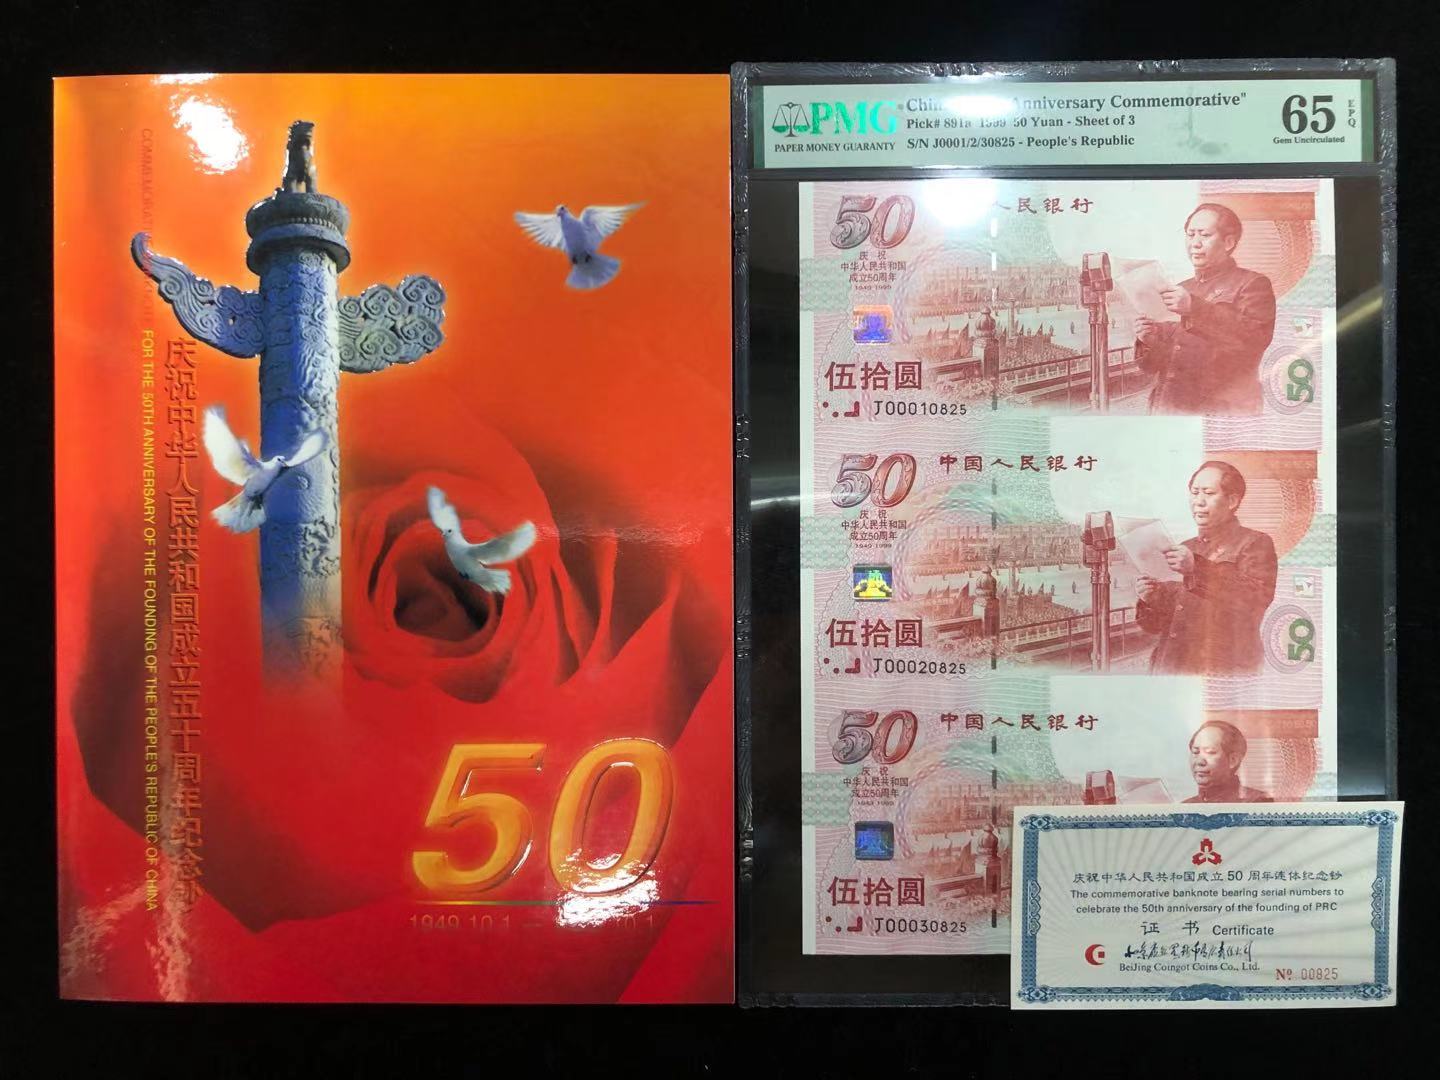 COMMEMORATIVE
FOR THE 50TH ANNIVERSARY OF THE FOUNDING OF THE PEOPLE'S REPUBLIC OF CHINA
庆祝中华人民共和国成立五十周年纪念钞
50
1949.10.1
PMG
PAPER MONEY GUARANTY
Anniversary Commemorative"
Pick# 891a 1999 50 Yuan - Sheet of 3
S/N J0001/2/30825 - People's Republic
65
EPQ
Gem Uncirculated
50
人民银行
庆 祝
中华人民共和国
成立50周年
1949-1999
伍拾圆
J00010825
50
50
中国人民银行
庆 祝
中华人民共和国
成立50周年
1949-1999
伍拾圆
J00020825
50
50
中国人民银行
庆 祝
中华人民共和国
成立50周年
1949-1999
伍拾圆
J00030825
庆祝中华人民共和国成立 50 周年连体纪念钞
The commemorative banknote bearing serial numbers to
celebrate the 50th anniversary of the founding of PRC
证 书 Certificate
BeiJing Coingot Coins Co., Ltd.
Nº 00825